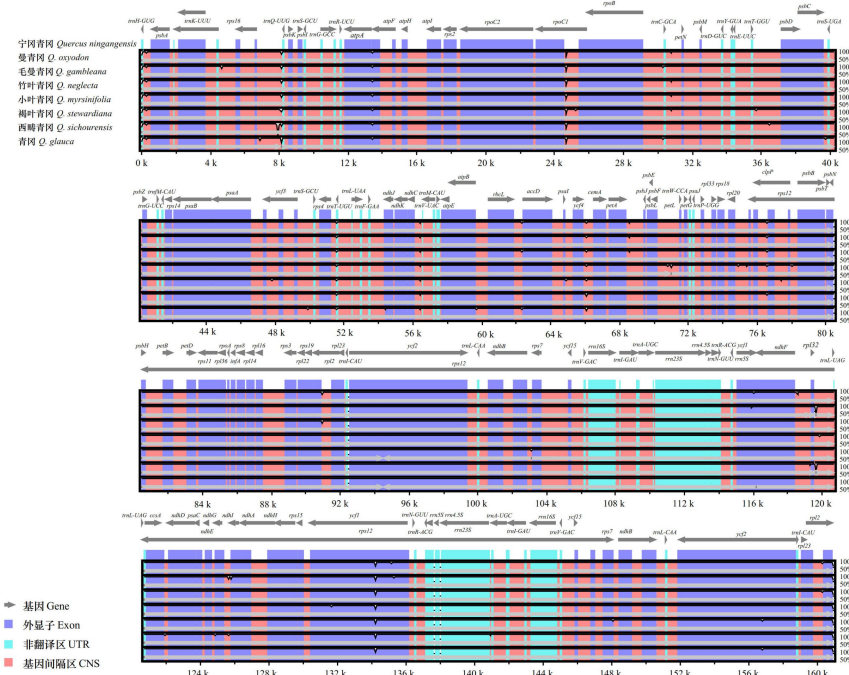 trnH-GUG trnK-UUU rps16 trnQ-UUG trnS-GCU trnR-UCU atpF atpH atpI rpoC2 rpoC1 rpoB trnC-GCA psbM trnY-GUA trnT-GGU psbD psbC trnS-UGA
psbA psbK psbI trnG-GCC atpA rps2 petN trnD-GUC trnE-UUC
宁冈青冈 Quercus ningangensis
曼青冈 Q. oxyodon
毛曼青冈 Q. gambleana
竹叶青冈 Q. neglecta
小叶青冈 Q. myrsinifolia
褐叶青冈 Q. stewardiana
西畴青冈 Q. sichourensis
青冈 Q. glauca
0 k 4 k 8 k 12 k 16 k 20 k 24 k 28 k 32 k 36 k 40 k
psbZ trnfM-CAU psaA ycf3 trnS-GCU trnL-UAA ndhJ ndhC trnM-CAU atpB rbcL accD psaI cemA psbE psbJ psbF trnW-CCA psaJ rpl33 rps18 rpl20 clpP rps12 psbB psbN
trnG-UCC rps14 psaB rps4 trnT-UGU trnF-GAA ndhK trnV-UAC atpE ycf4 petA psbL petL petG trnP-UGG psbT
44 k 48 k 52 k 56 k 60 k 64 k 68 k 72 k 76 k 80 k
psbH petB petD rpoA rps8 rpl16 rps3 rps19 rpl23 ycf2 trnL-CAA rps7 ycf15 rrn16S trnA-UGC rrn4.5S trnR-ACG ycf1 ndhF rpl32 trnL-UAG
rps11 rpl36 infA rpl14 rpl22 rpl2 trnI-CAU ndhB rps12 trnV-GAC trnI-GAU rrn23S trnN-GUU rrn5S
84 k 88 k 92 k 96 k 100 k 104 k 108 k 112 k 116 k 120 k
trnL-UAG ccsA ndhD psaC ndhG ndhI ndhA ndhH rps15 ycf1 trnN-GUU rrn5S rrn4.5S trnA-UGC rrn16S ycf15 rps7 ndhB trnL-CAA ycf2 trnI-CAU rpl2
ndhE rps12 trnR-ACG rrn23S trnI-GAU trnV-GAC rpl23
基因 Gene
外显子 Exon
非翻译区 UTR
基因间隔区 CNS
124 k 128 k 132 k 136 k 140 k 144 k 148 k 152 k 156 k 160 k